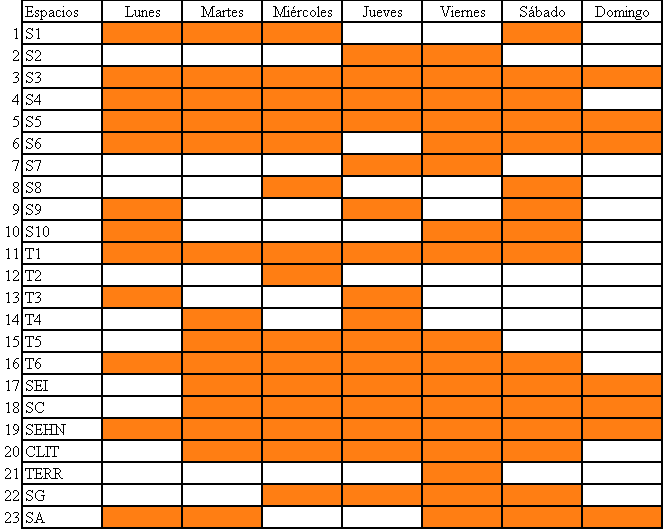 Espacios Lunes Martes Miércoles Jueves Viernes Sábado Domingo
1 S1
2 S2
3 S3
4 S4
5 S5
6 S6
7 S7
8 S8
9 S9
10 S10
11 T1
12 T2
13 T3
14 T4
15 T5
16 T6
17 SEI
18 SC
19 SEHN
20 CLIT
21 TERR
22 SG
23 SA